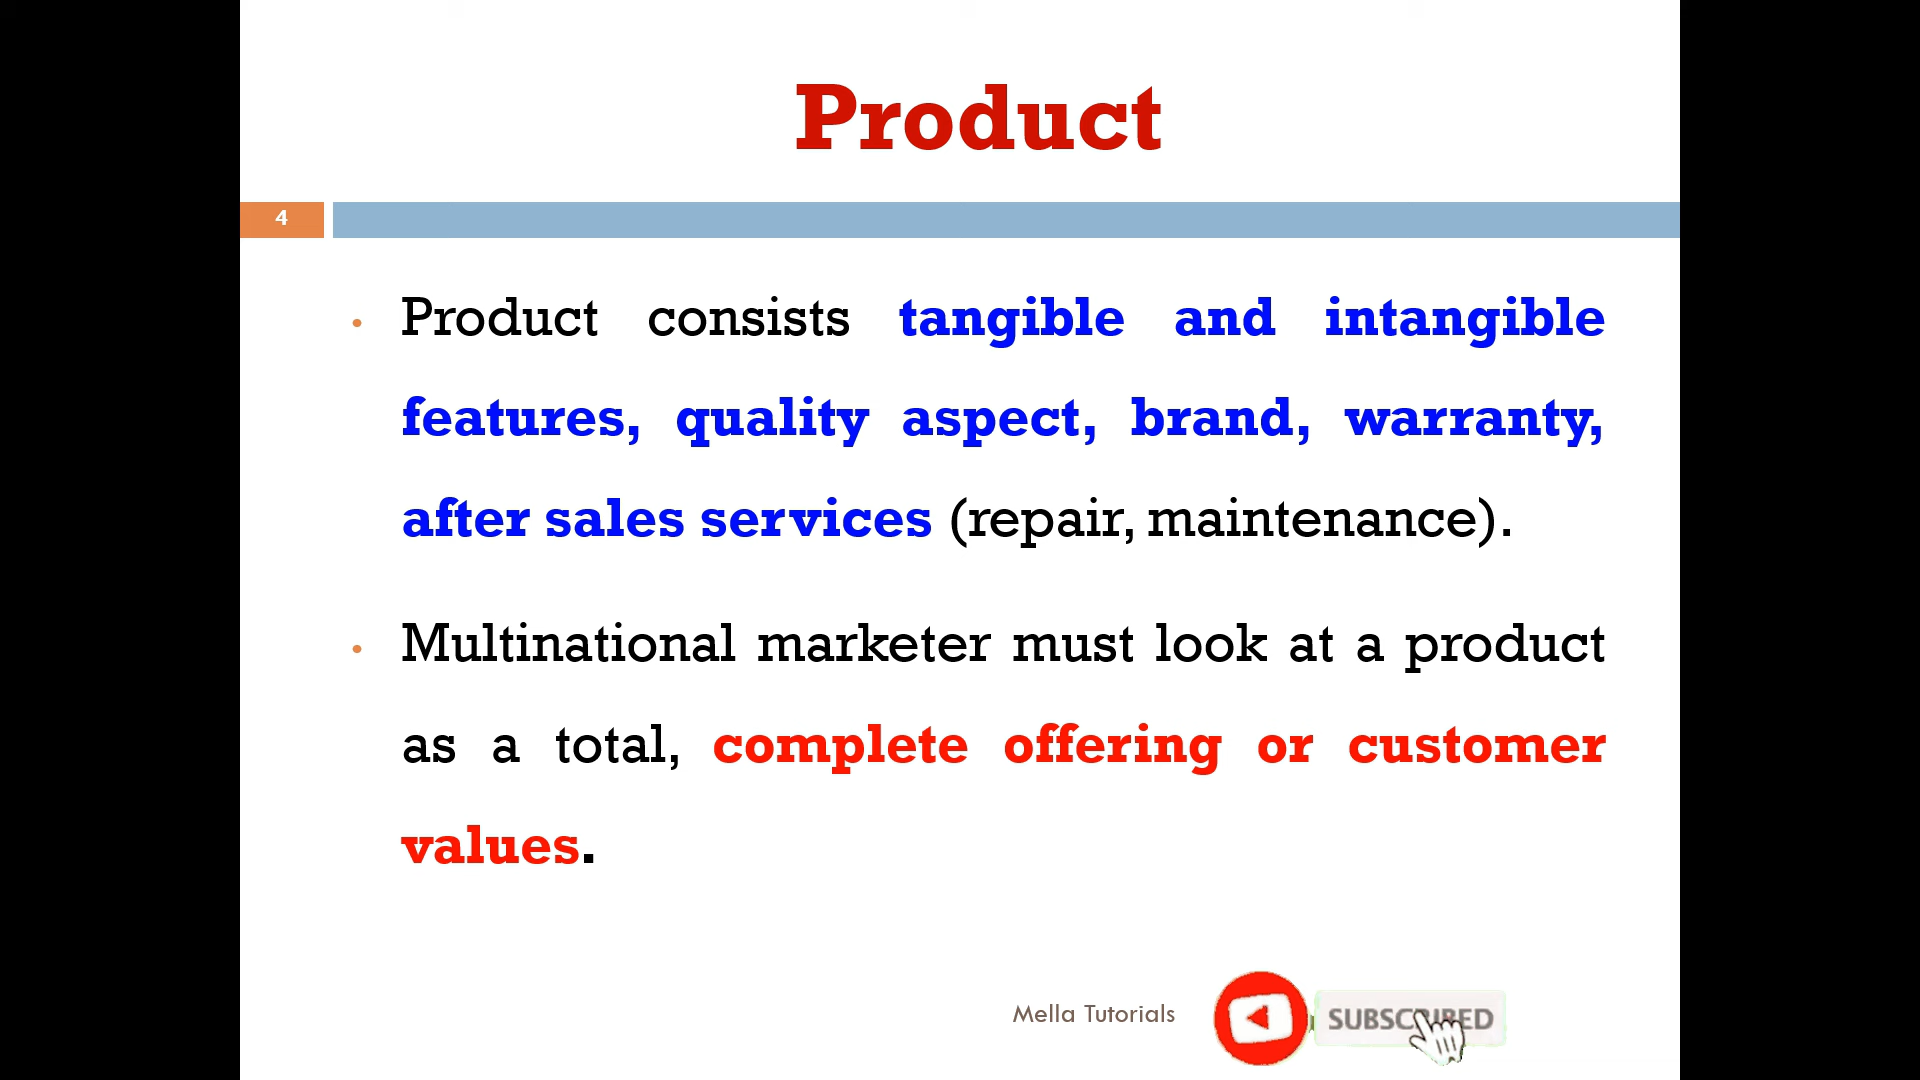 Product
4
• Product consists tangible and intangible
features, quality aspect, brand, warranty,
after sales services (repair, maintenance).
• Multinational marketer must look at a product
as a total, complete offering or customer
values.
Mella Tutorials
SUBSCRIBED